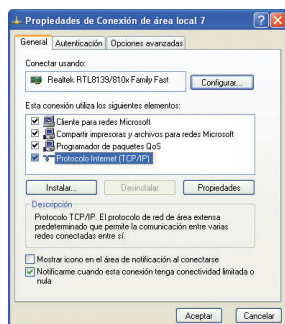 Propiedades de Conexión de área local 7
General Autenticación Opciones avanzadas
Conectar usando:
Realtek RTL8139/810x Family Fast
Configurar...
Esta conexión utiliza los siguientes elementos:
Cliente para redes Microsoft
Compartir impresoras y archivos para redes Microsoft
Programador de paquetes QoS
Protocolo Internet (TCP/IP)
Instalar... Desinstalar Propiedades
Descripción
Protocolo TCP/IP. El protocolo de red de área extensa
predeterminado que permite la comunicación entre varias
redes conectadas entre sí.
Mostrar icono en el área de notificación al conectarse
Notificarme cuando esta conexión tenga conectividad limitada o
nula
Aceptar Cancelar